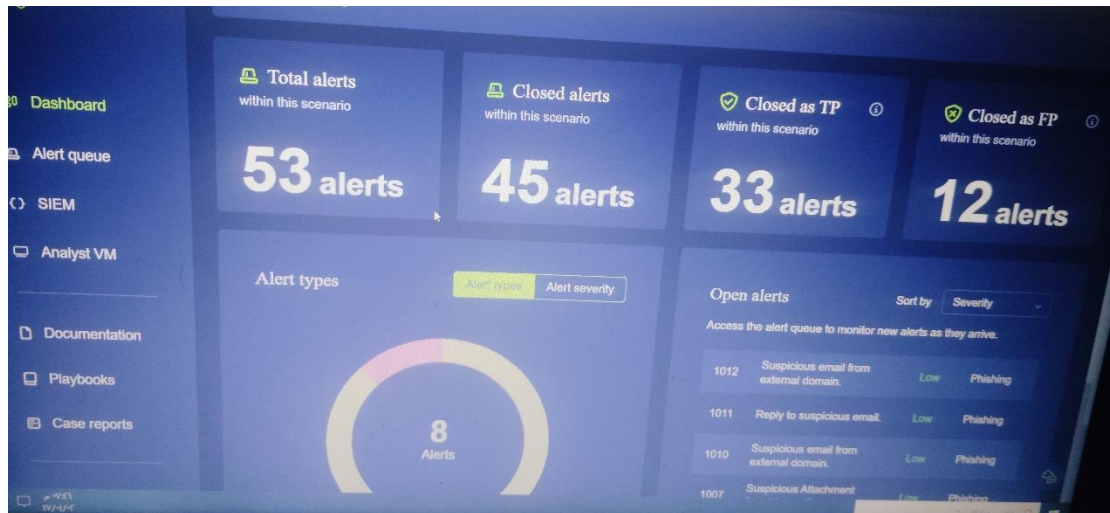 Dashboard
Alert queue
SIEM
Analyst VM
Documentation
Playbooks
Case reports
Total alerts
within this scenario
53 alerts
Closed alerts
within this scenario
45 alerts
Closed as TP
within this scenario
33 alerts
Closed as FP
within this scenario
12 alerts
Alert types
Alert types Alert severity
8
Alerts
Open alerts
Sort by Severity
Access the alert queue to monitor new alerts as they arrive.
1012 Suspicious email from external domain. Low Phishing
1011 Reply to suspicious email. Low Phishing
1010 Suspicious email from external domain. Low Phishing
1007 Suspicious Attachment Low Phishing